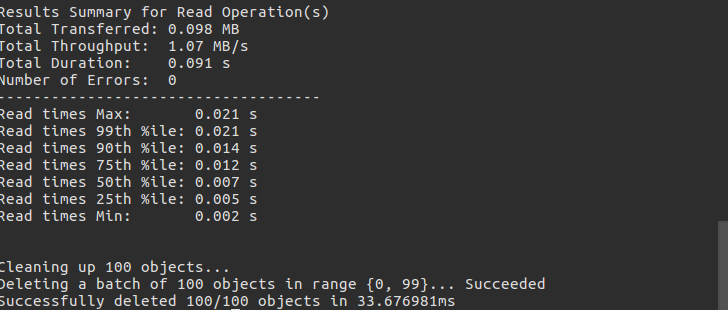 Results Summary for Read Operation(s)
Total Transferred: 0.098 MB
Total Throughput:  1.07 MB/s
Total Duration:    0.091 s
Number of Errors:  0
------------------------------------
Read times Max:       0.021 s
Read times 99th %ile: 0.021 s
Read times 90th %ile: 0.014 s
Read times 75th %ile: 0.012 s
Read times 50th %ile: 0.007 s
Read times 25th %ile: 0.005 s
Read times Min:       0.002 s
Cleaning up 100 objects...
Deleting a batch of 100 objects in range {0, 99}... Succeeded
Successfully deleted 100/100 objects in 33.676981ms